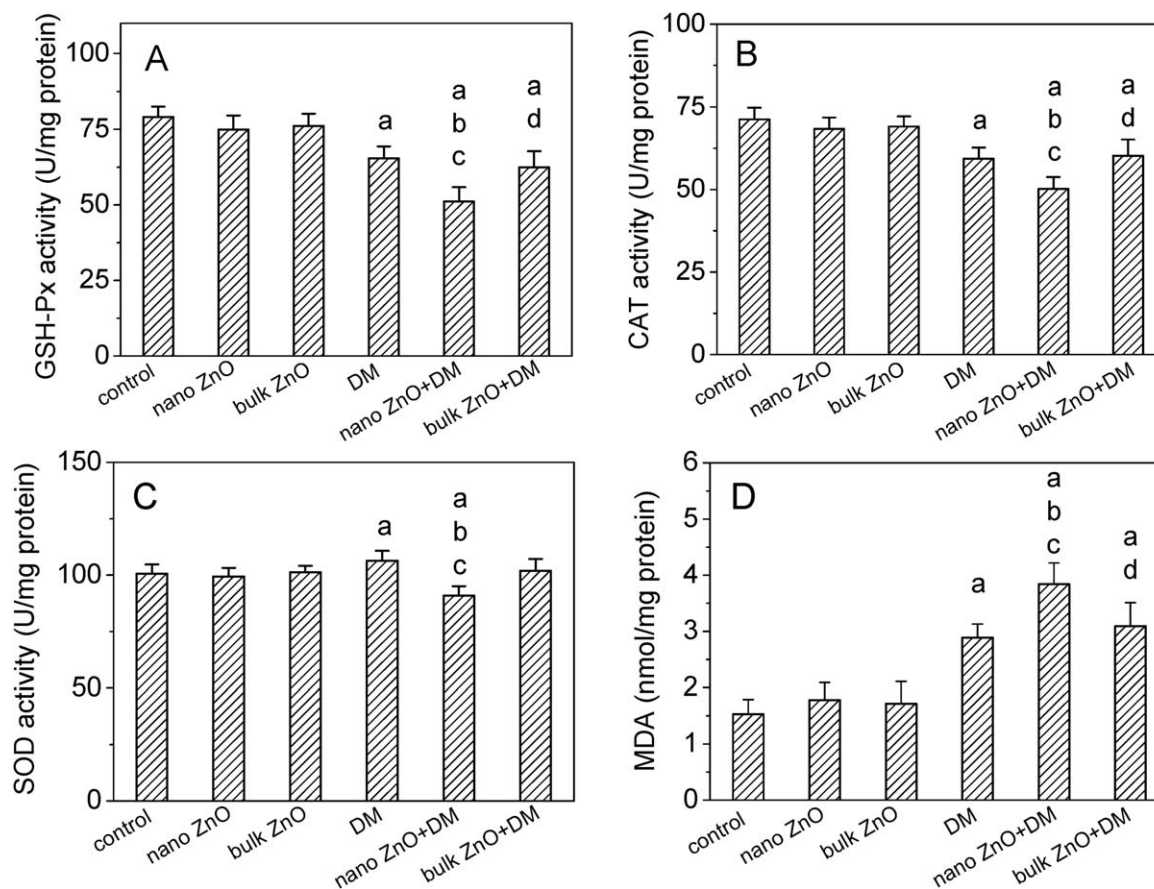 A
GSH-Px activity (U/mg protein)
100
75
50
25
0
a
a
b
c
a
d
control
nano ZnO
bulk ZnO
DM
nano ZnO+DM
bulk ZnO+DM
B
CAT activity (U/mg protein)
100
75
50
75
0
a
a
b
c
a
d
control
nano ZnO
bulk ZnO
DM
nano ZnO+DM
bulk ZnO+DM
C
SOD activity (U/mg protein)
150
100
50
0
a
a
b
c
control
nano ZnO
bulk ZnO
DM
nano ZnO+DM
bulk ZnO+DM
D
MDA (nmol/mg protein)
6
5
4
3
2
1
0
a
a
b
c
a
d
control
nano ZnO
bulk ZnO
DM
nano ZnO+DM
bulk ZnO+DM